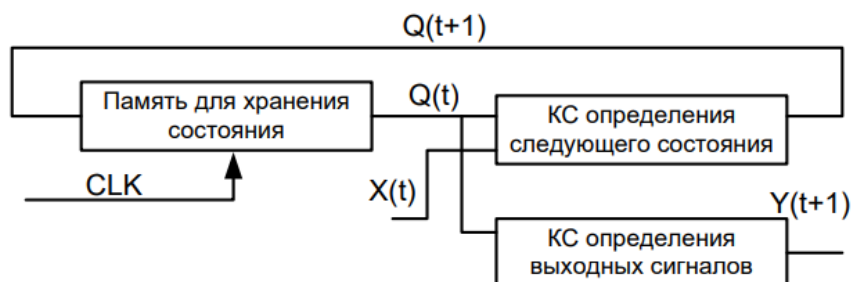 Q(t+1)
Память для хранения
состояния
Q(t)
КС определения
следующего состояния
CLK
X(t)
Y(t+1)
КС определения
выходных сигналов